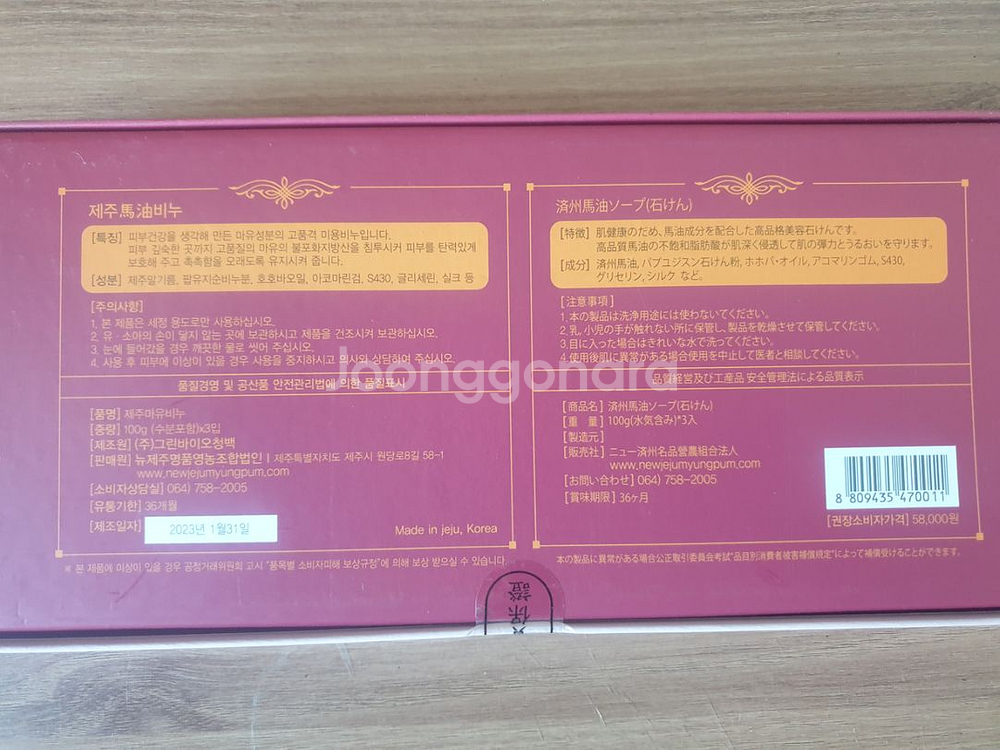 제주馬油비누
[특징] 피부건강을 생각해 만든 마유성분의 고품격 미용비누입니다.
피부 깊숙한 곳까지 고품질의 마유의 불포화지방산을 침투시켜 피부를 탄력있게
보호해 주고 촉촉함을 오래도록 유지시켜 줍니다.
[성분] 제주말기름, 팜유지순비누분, 호호바오일, 아코마린검, S430, 글리세린, 실크 등
[주의사항]
1. 본 제품은 세정 용도로만 사용하십시오.
2. 유·소아의 손이 닿지 않는 곳에 보관하시고 제품을 건조시켜 보관하십시오.
3. 눈에 들어갔을 경우 깨끗한 물로 씻어 주십시오.
4. 사용 후 피부에 이상이 있을 경우 사용을 중지하시고 의사와 상담하여 주십시오.
품질경영 및 공산품 안전관리법에 의한 품질표시
[품명] 제주마유비누
[중량] 100g (수분포함)x3입
[제조원] (주)그린바이오청백
[판매원] 뉴제주명품영농조합법인 | 제주특별자치도 제주시 원당로8길 58-1
www.newjejumyungpum.com
[소비자상담실] 064) 758-2005
[유통기한] 36개월
[제조일자] 2023년 1월31일
Made in jeju, Korea
※ 본 제품에 이상이 있을 경우 공정거래위원회 고시 "품목별 소비자피해 보상규정"에 의해 보상 받으실 수 있습니다.
済州馬油ソープ(石けん)
[特徴] 肌健康のだめ、馬油成分を配合した高品格美容石けんです。
高品質馬油の不飽和脂肪酸が肌深く浸透して肌の弾力とうるおいを守ります。
[成分] 済州馬油, パプユジスン石けん粉, ホホバ·オイル, アコマリンゴム, S430,
グリセリン, シルク など。
[注意事項]
1. 本の製品は洗浄用途には使わないてください。
2. 乳, 小児の手が触れない所に保管し、製品を乾燥させて保管してください。
3. 目に入った場合はきれいな水で洗ってください。
4. 使用後肌に異常がある場合使用を中止して医者と相談してください。
品質経営及び工産品 安全管理法による品質表示
[商品名] 済州馬油ソープ(石けん)
[重 量] 100g(水気含み)*3入
[製造元]
[販売社] ニュー済州名品營農組合法人
www.newjejumyungpum.com
[お問い合わせ] 064) 758-2005
[賞味期限] 36ヶ月
8 809435 470011
[권장소비자가격] 58,000원
本の製品に異常がある場合公正取引委員会考試"品目別消費者被害補償規定"によって補償受けることができます。
保證
Joonggonara